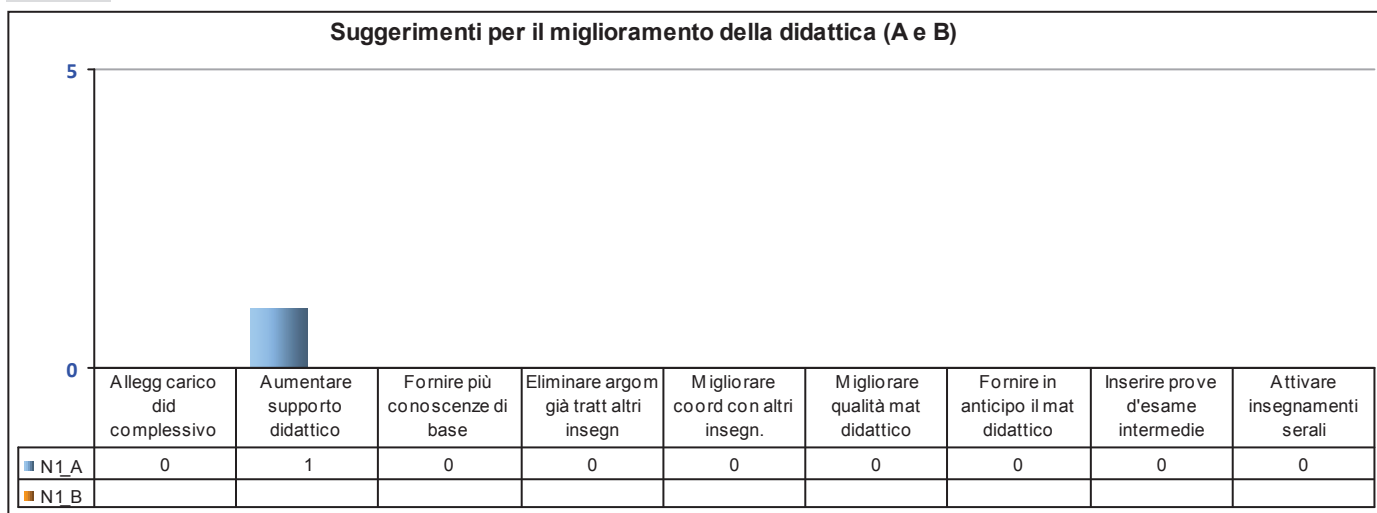 Suggerimenti per il miglioramento della didattica (A e B)
5
0
Allegg carico did complessivo
Aumentare supporto didattico
Fornire più conoscenze di base
Eliminare argom già tratt altri insegn
Migliorare coord con altri insegn.
Migliorare qualità mat didattico
Fornire in anticipo il mat didattico
Inserire prove d'esame intermedie
Attivare insegnamenti serali
N1_A 0 1 0 0 0 0 0 0 0
N1_B